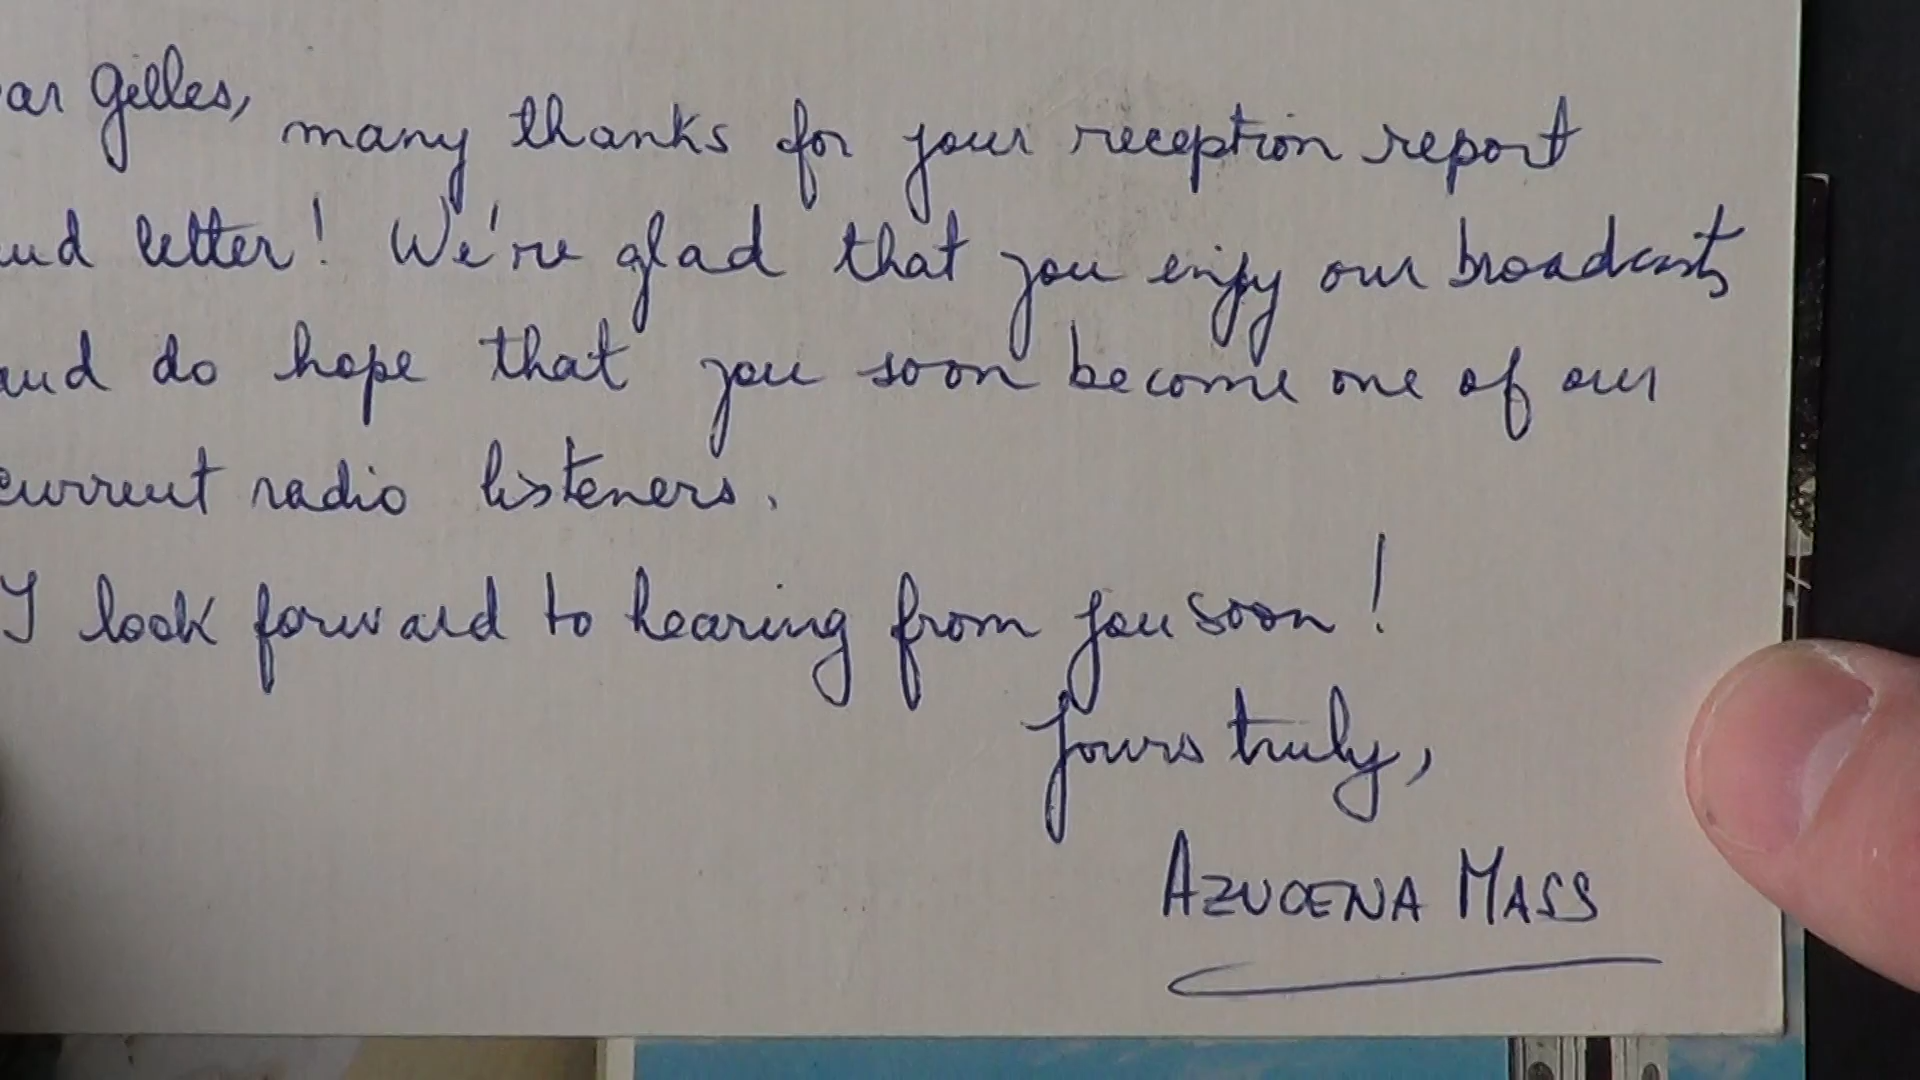 ar Gilles,
many thanks for your reception report
and letter! We're glad that you enjoy our broadcasts
and do hope that you soon become one of our
current radio listeners.
I look forward to hearing from you soon!
Yours truly,
AZUCENA MASS